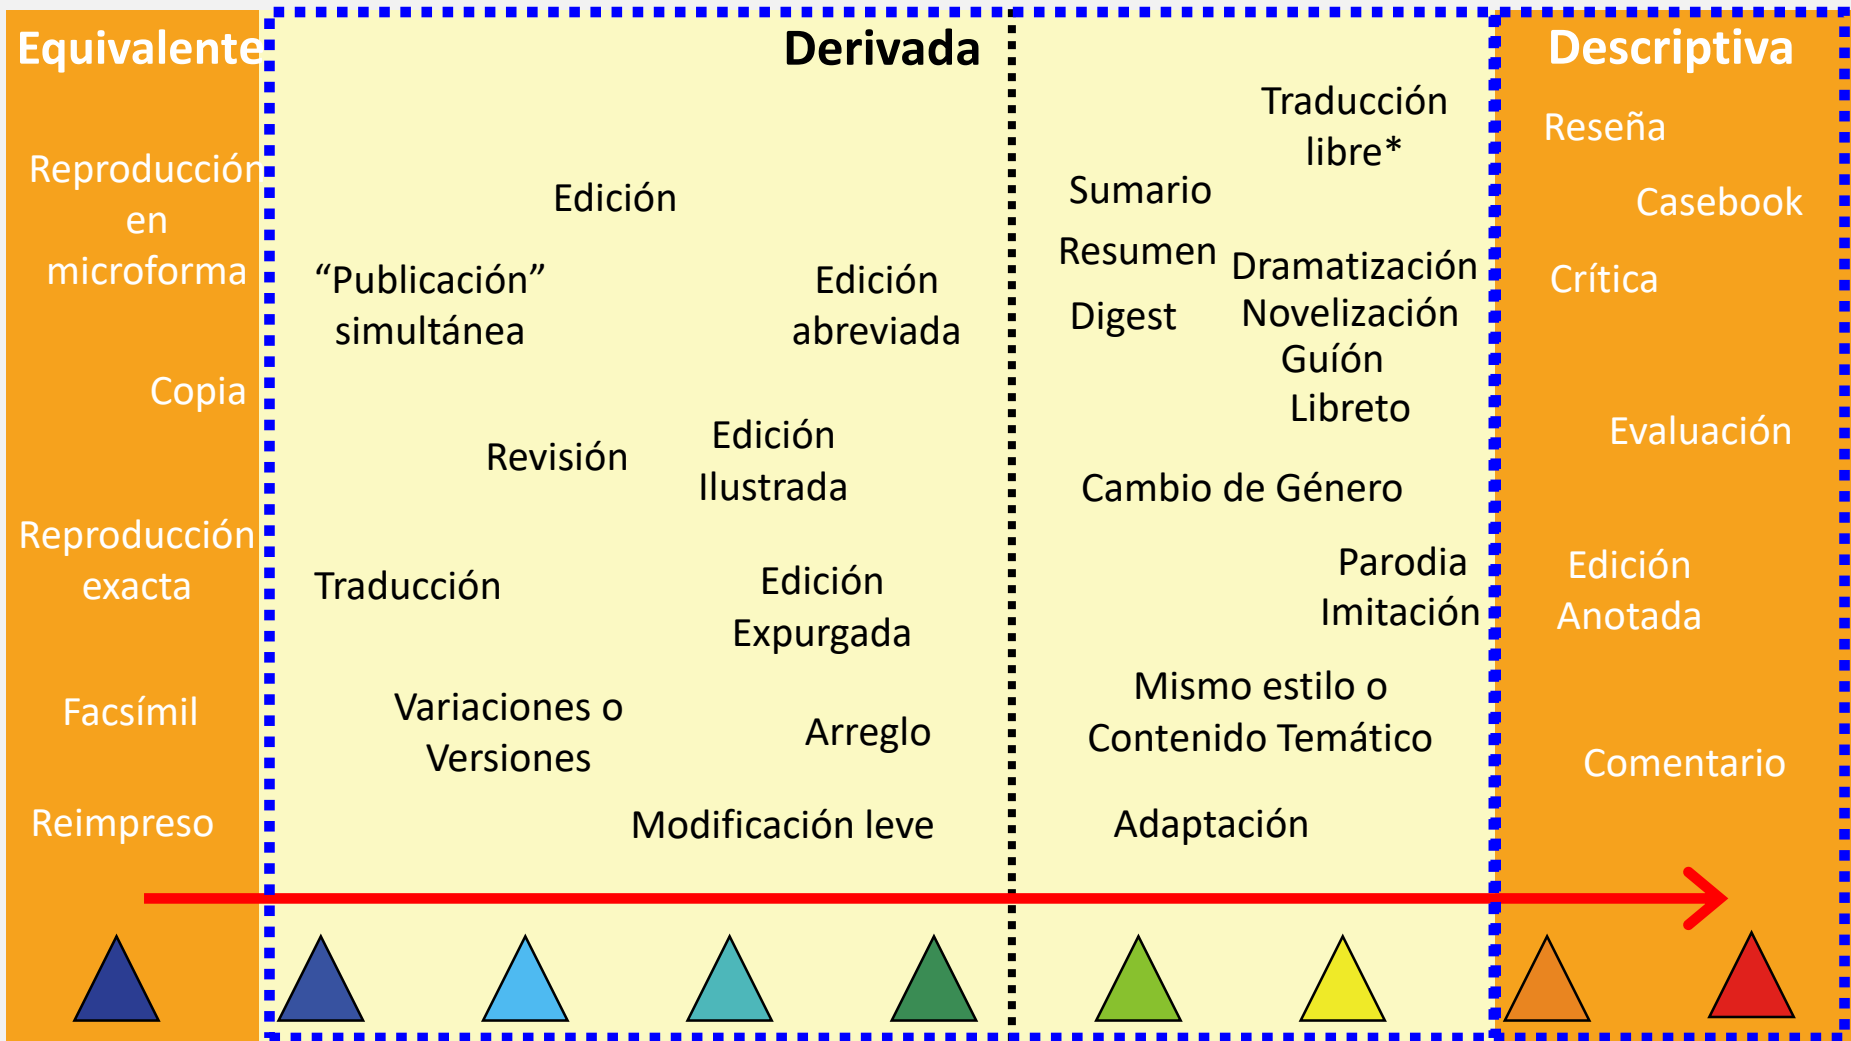 Equivalente
Reproducción
en
microforma
Copia
Reproducción
exacta
Facsímil
Reimpreso
Derivada
Edición
“Publicación”
simultánea
Edición
abreviada
Revisión
Edición
Ilustrada
Traducción
Edición
Expurgada
Variaciones o
Versiones
Arreglo
Modificación leve
Traducción
libre*
Sumario
Resumen
Digest
Dramatización
Novelización
Guíón
Libreto
Cambio de Género
Parodia
Imitación
Mismo estilo o
Contenido Temático
Adaptación
Descriptiva
Reseña
Casebook
Crítica
Evaluación
Edición
Anotada
Comentario